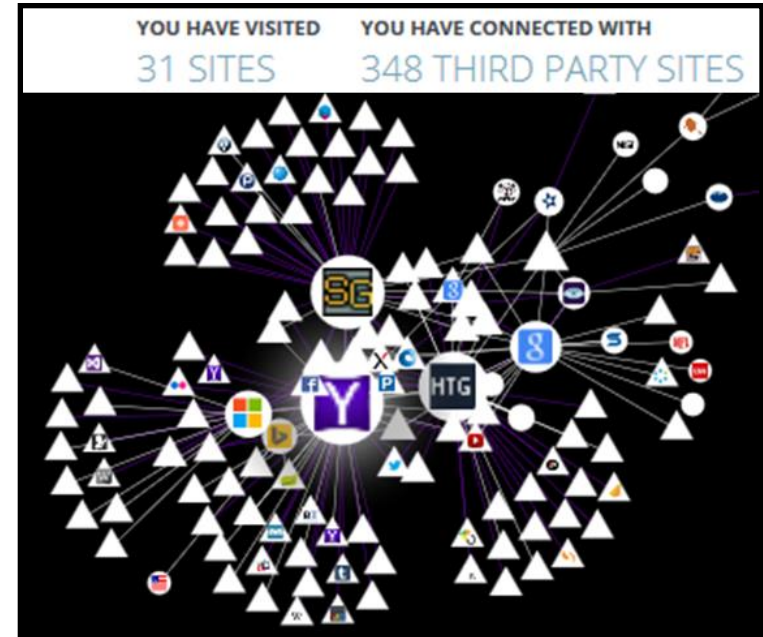 YOU HAVE VISITED YOU HAVE CONNECTED WITH
31 SITES 348 THIRD PARTY SITES
SG
HTG
Y